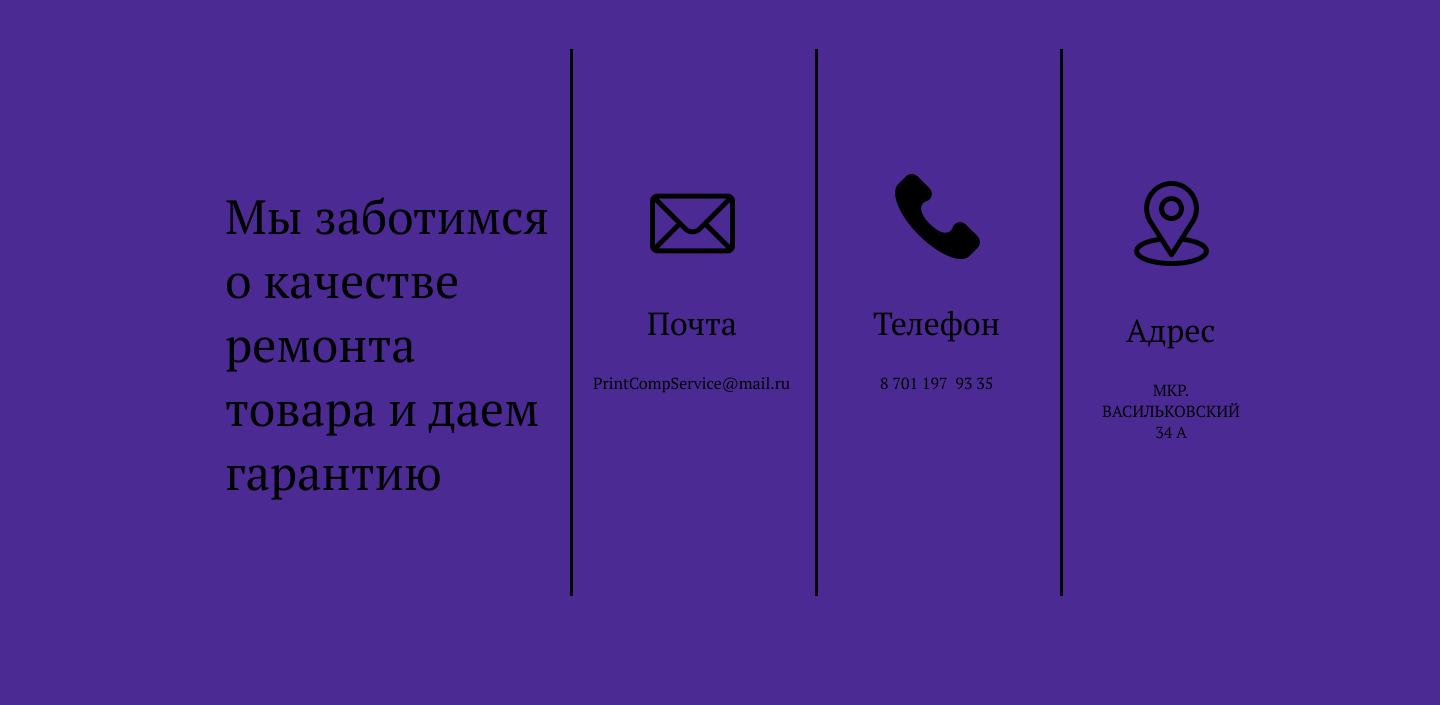 Мы заботимся
о качестве
ремонта
товара и даем
гарантию
Почта
PrintCompService@mail.ru
Телефон
8 701 197  93 35
Адрес
МКР.
ВАСИЛЬКОВСКИЙ
34 А